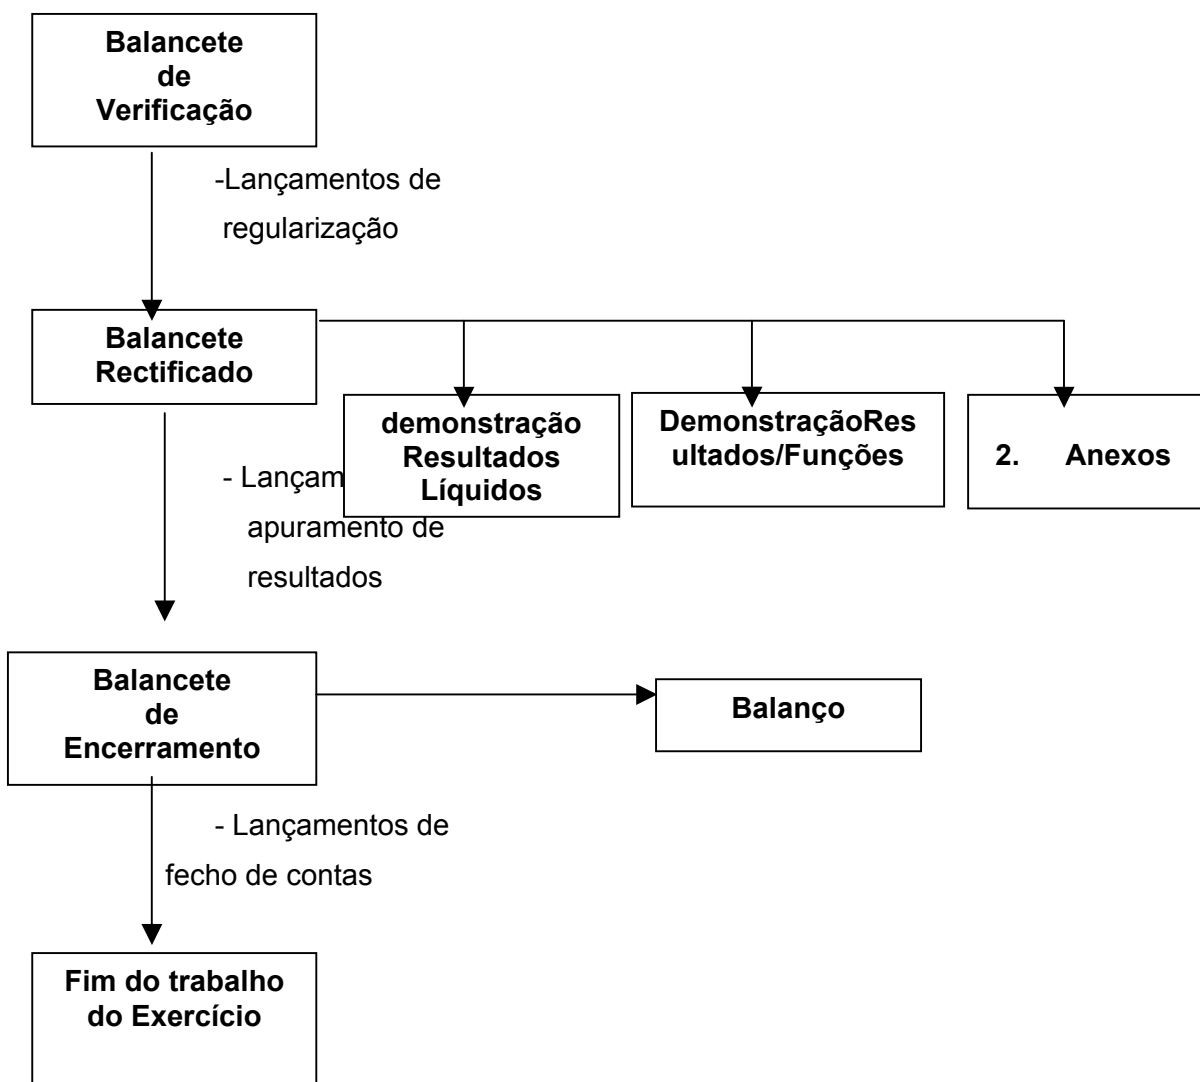 Balancete
de
Verificação
-Lançamentos de
regularização
Balancete
Rectificado
demonstração
Resultados
Líquidos
DemonstraçãoRes
ultados/Funções
2. Anexos
- Lançam
apuramento de
resultados
Balancete
de
Encerramento
Balanço
- Lançamentos de
fecho de contas
Fim do trabalho
do Exercício